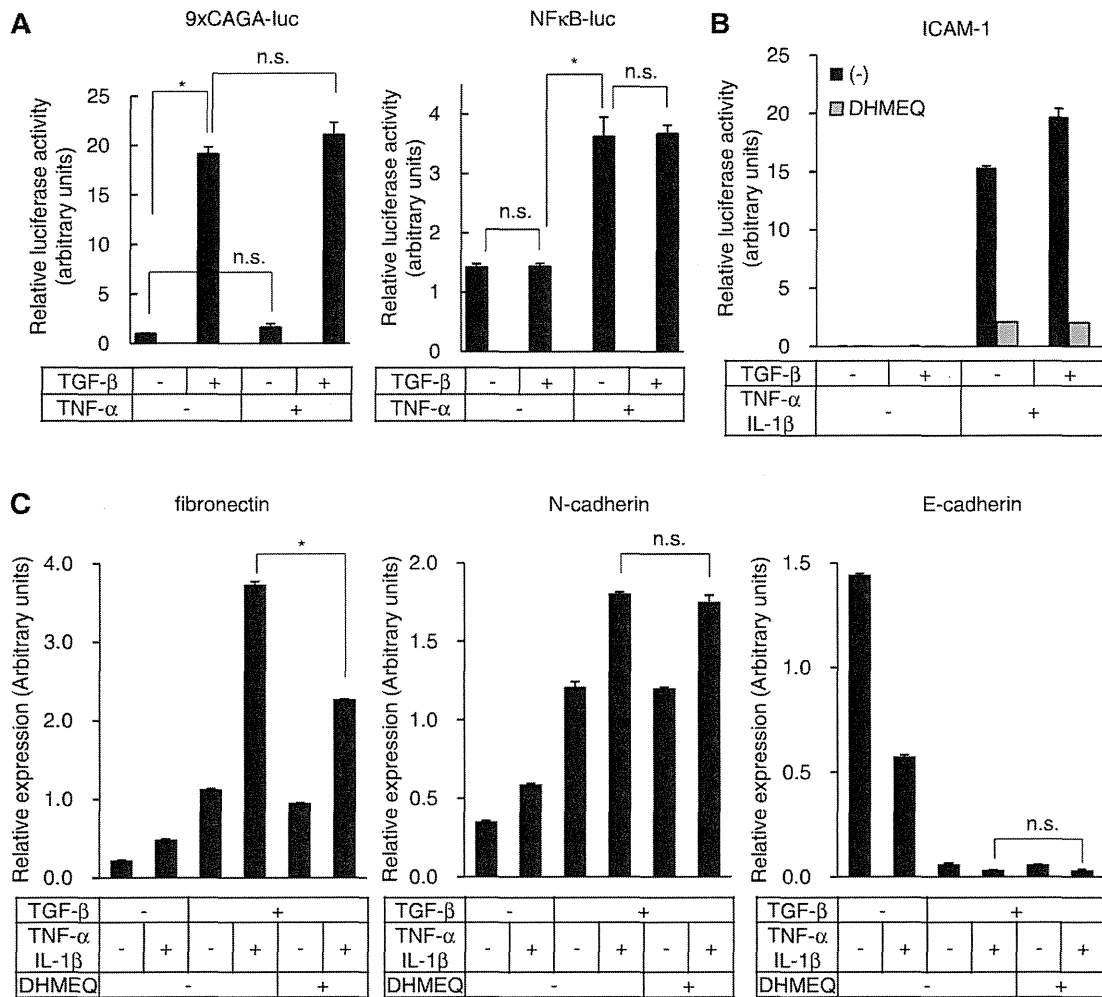 A
9xCAGA-luc
Relative luciferase activity
(arbitrary units)
25
20
15
10
5
0
*
n.s.
n.s.
TGF-β - + - +
TNF-α - +
NFκB-luc
Relative luciferase activity
(arbitrary units)
4
3
2
1
0
n.s.
*
n.s.
TGF-β - + - +
TNF-α - +
B
ICAM-1
Relative luciferase activity
(arbitrary units)
25
20
15
10
5
0
(-)
DHMEQ
TGF-β - + - +
TNF-α
IL-1β - +
C
fibronectin
Relative expression (Arbitrary units)
4.0
3.0
2.0
1.0
0.0
*
TGF-β - +
TNF-α
IL-1β - + - + - +
DHMEQ - +
N-cadherin
Relative expression (Arbitrary units)
2.0
1.5
1.0
0.5
0.0
n.s.
TGF-β - +
TNF-α
IL-1β - + - + - +
DHMEQ - +
E-cadherin
Relative expression (Arbitrary units)
1.5
1.0
0.5
0.0
n.s.
TGF-β - +
TNF-α
IL-1β - + - + - +
DHMEQ - +